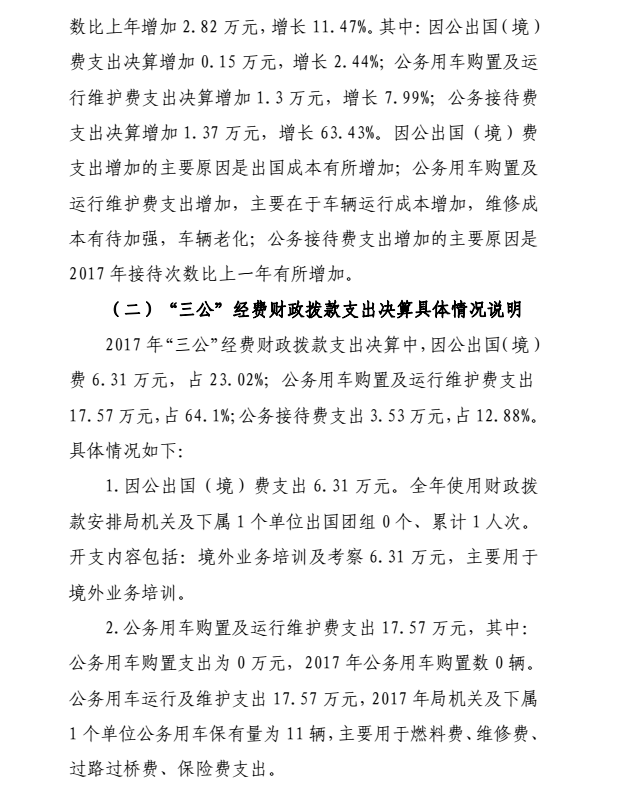 数比上年增加 2.82 万元，增长 11.47%。其中：因公出国（境）
费支出决算增加 0.15 万元，增长 2.44%；公务用车购置及运
行维护费支出决算增加 1.3 万元，增长 7.99%；公务接待费
支出决算增加 1.37 万元，增长 63.43%。因公出国（境）费
支出增加的主要原因是出国成本有所增加；公务用车购置及
运行维护费支出增加，主要在于车辆运行成本增加，维修成
本有待加强，车辆老化；公务接待费支出增加的主要原因是
2017 年接待次数比上一年有所增加。
（二）“三公”经费财政拨款支出决算具体情况说明
2017 年“三公”经费财政拨款支出决算中，因公出国（境）
费 6.31 万元，占 23.02%；公务用车购置及运行维护费支出
17.57 万元，占 64.1%；公务接待费支出 3.53 万元，占 12.88%。
具体情况如下：
1.因公出国（境）费支出 6.31 万元。全年使用财政拨
款安排局机关及下属 1 个单位出国团组 0 个、累计 1 人次。
开支内容包括：境外业务培训及考察 6.31 万元，主要用于
境外业务培训。
2.公务用车购置及运行维护费支出 17.57 万元，其中：
公务用车购置支出为 0 万元，2017 年公务用车购置数 0 辆。
公务用车运行及维护支出 17.57 万元，2017 年局机关及下属
1 个单位公务用车保有量为 11 辆，主要用于燃料费、维修费、
过路过桥费、保险费支出。